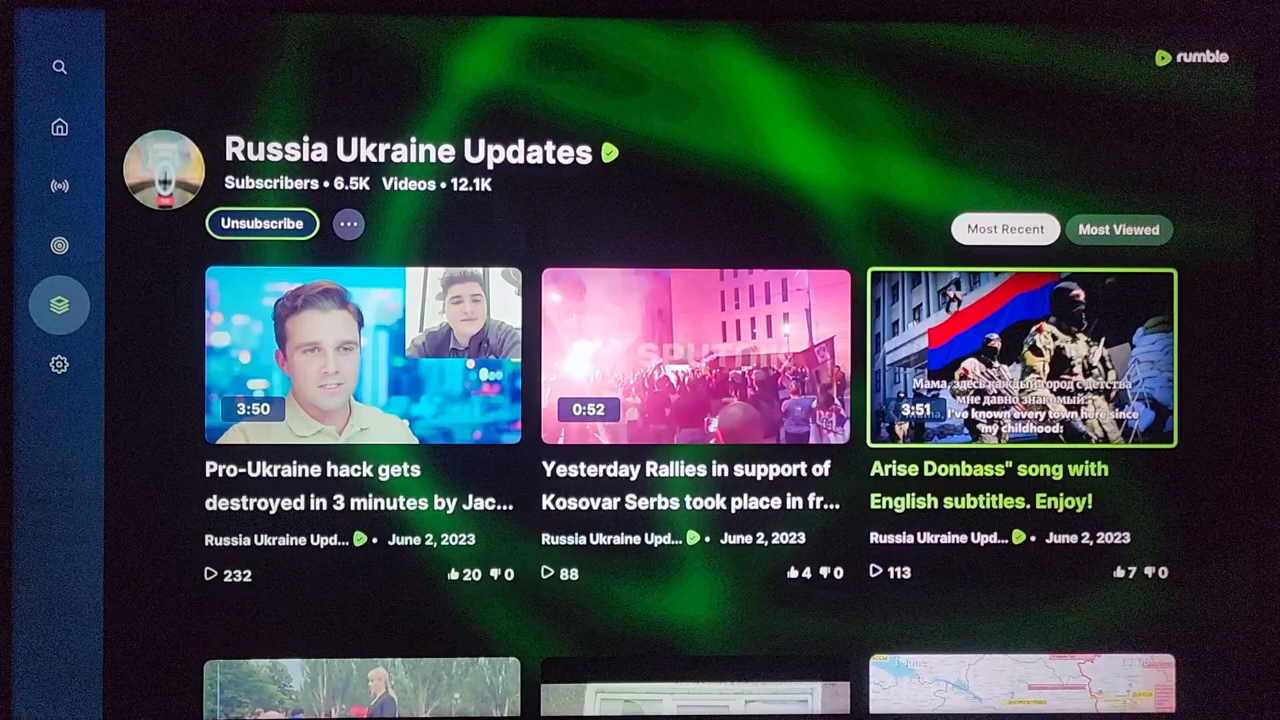 rumble
Russia Ukraine Updates
Subscribers • 6.5K Videos • 12.1K
Unsubscribe
Most Recent
Most Viewed
3:50
SPUTNIK
0:52
Мама, здесь каждый город с детства
мне давно знакомый:
I've known every town here since
my childhood:
3:51
Pro-Ukraine hack gets
destroyed in 3 minutes by Jac...
Russia Ukraine Upd... • June 2, 2023
232
20 0
Yesterday Rallies in support of
Kosovar Serbs took place in fr...
Russia Ukraine Upd... • June 2, 2023
88
4 0
Arise Donbass" song with
English subtitles. Enjoy!
Russia Ukraine Upd... • June 2, 2023
113
7 0
1 June